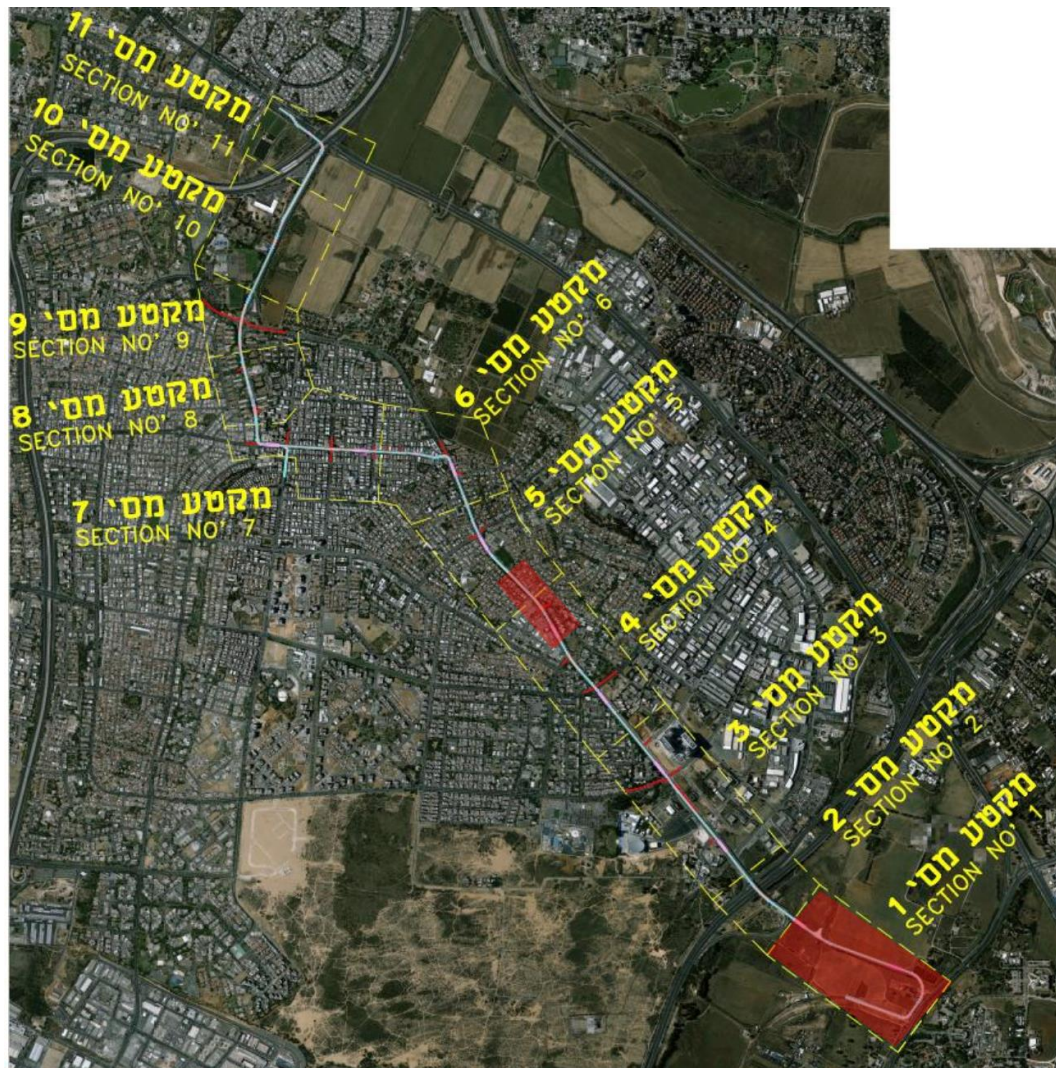 מקטע מס' 11
SECTION NO' 11
מקטע מס' 10
SECTION NO' 10
מקטע מס' 9
SECTION NO' 9
מקטע מס' 8
SECTION NO' 8
מקטע מס' 7
SECTION NO' 7
מקטע מס' 6
SECTION NO' 6
מקטע מס' 5
SECTION NO' 5
מקטע מס' 4
SECTION NO' 4
מקטע מס' 3
SECTION NO' 3
מקטע מס' 2
SECTION NO' 2
מקטע מס' 1
SECTION NO' 1